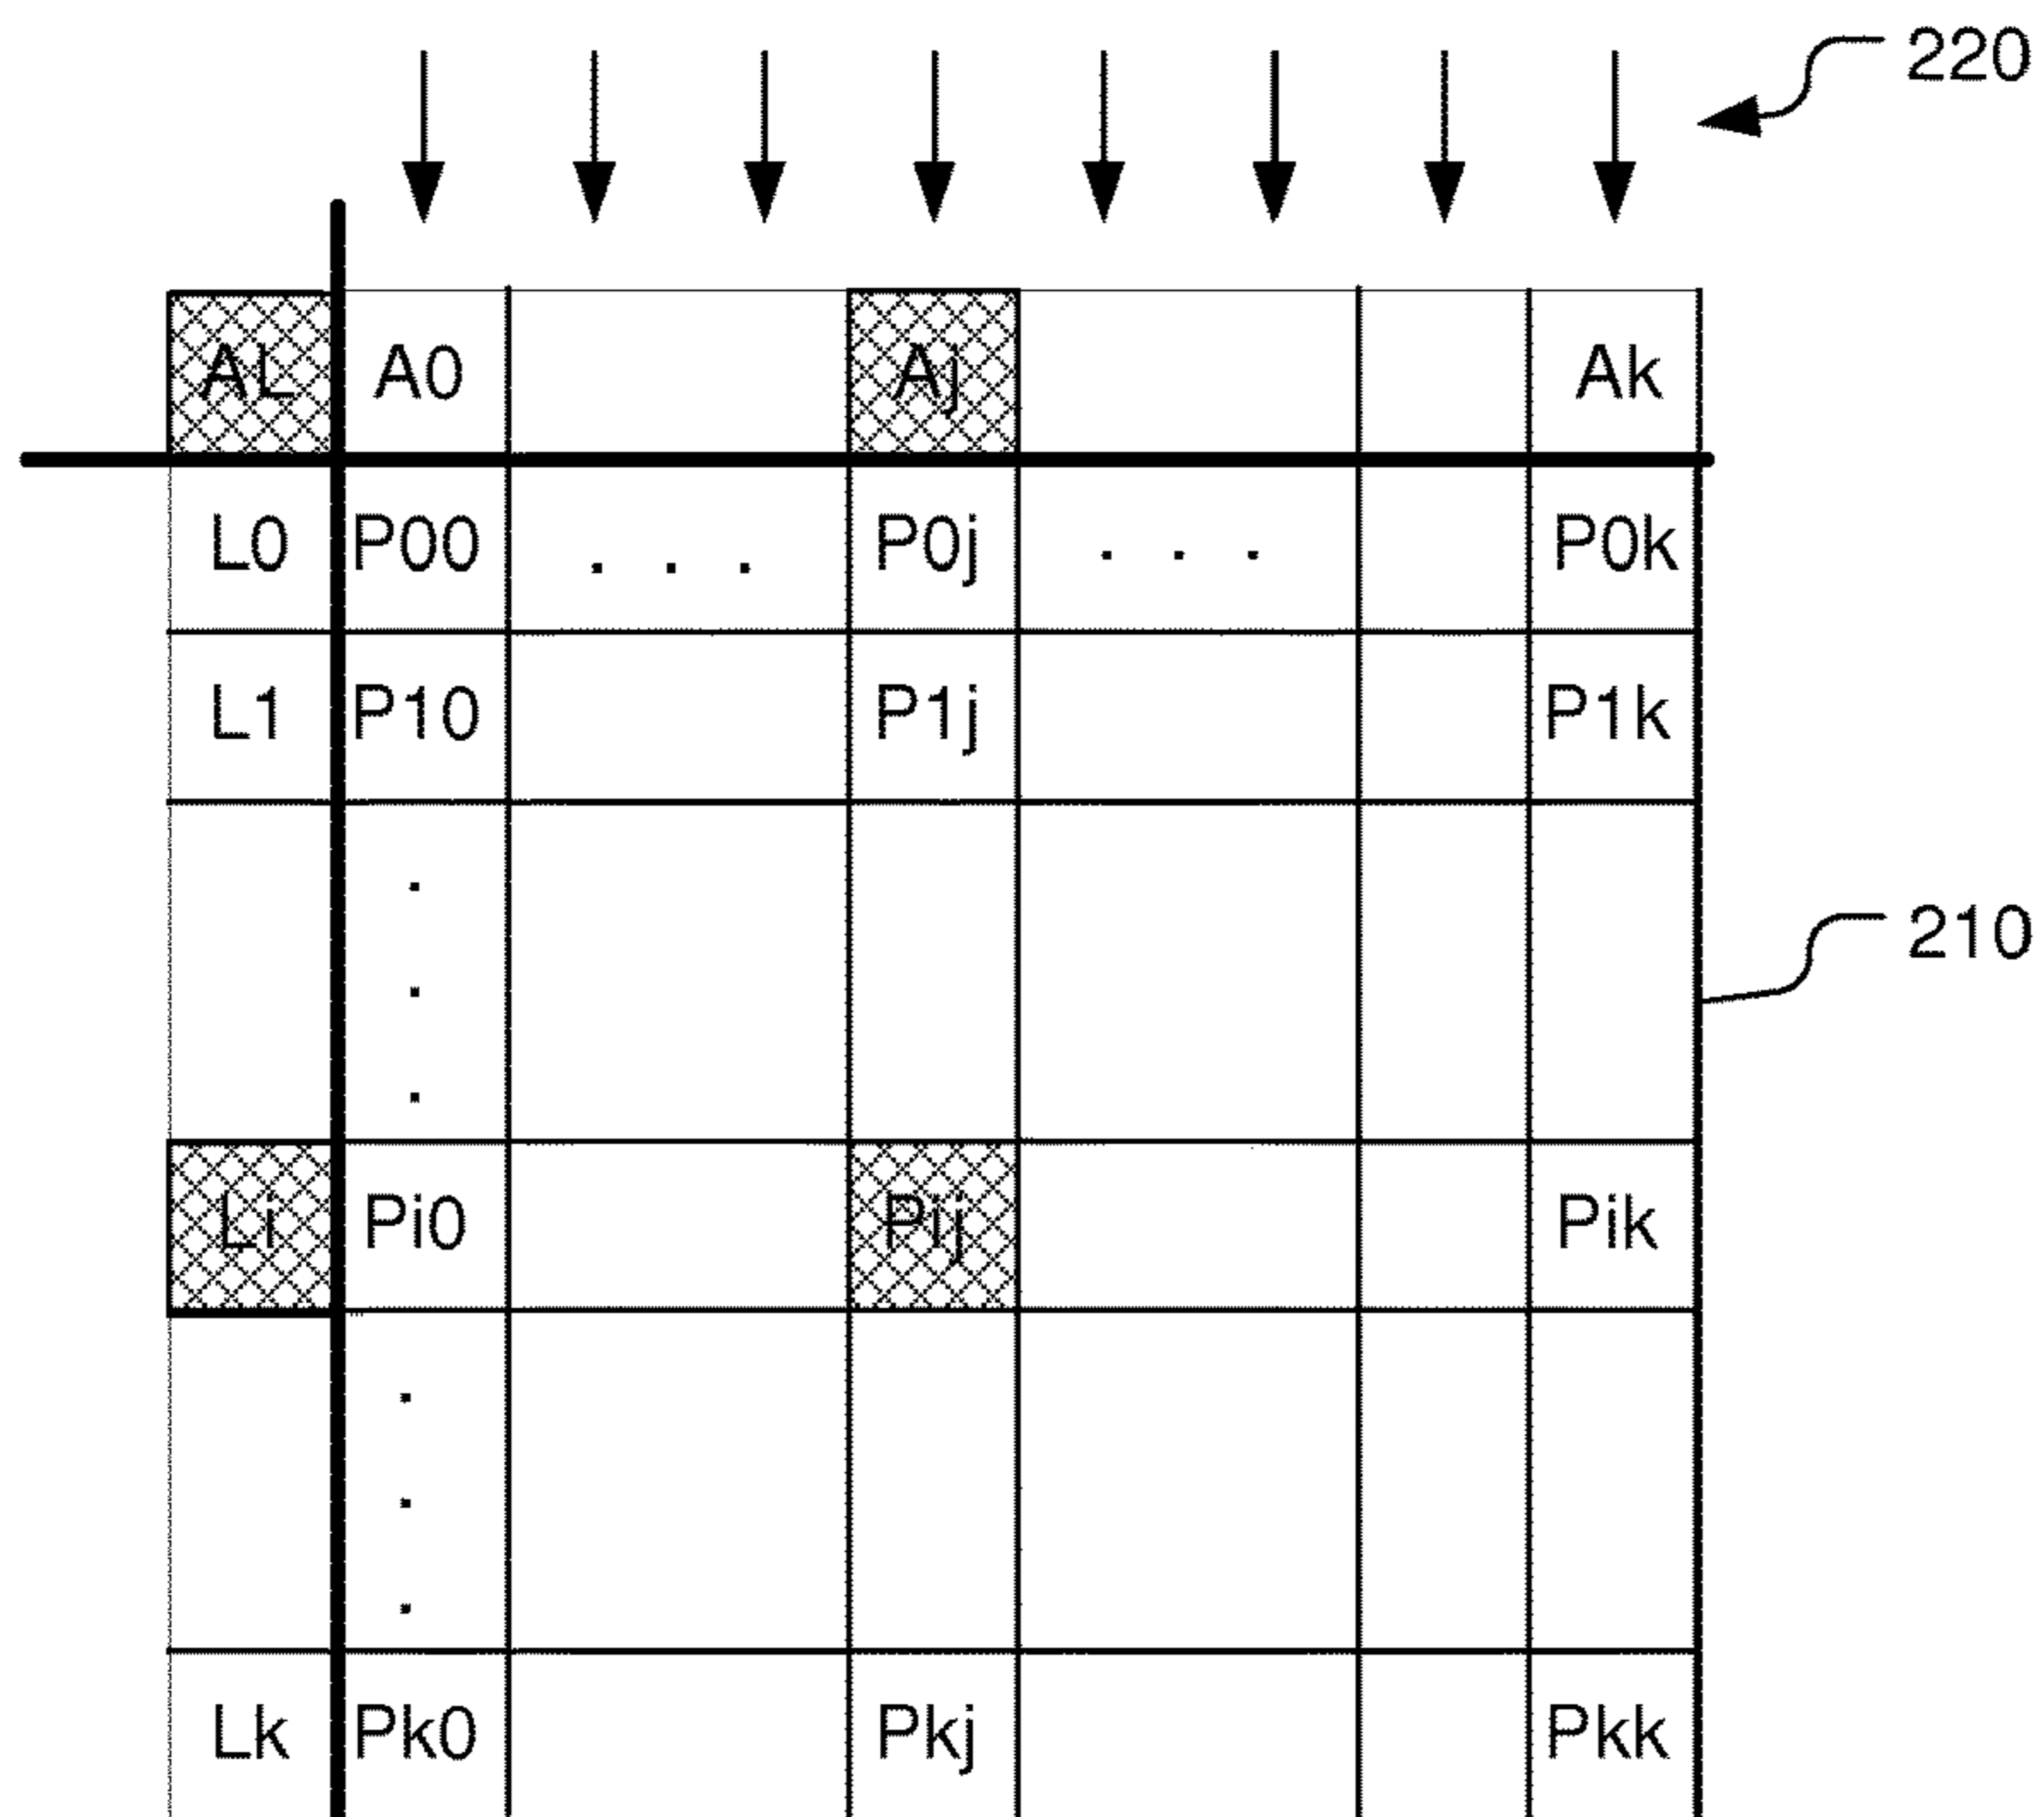 220
AL A0 Aj Ak
L0 P00 . . . P0j . . . P0k
L1 P10 P1j P1k
.
.
.
210
Li Pi0 Pij Pik
.
.
.
Lk Pk0 Pkj Pkk